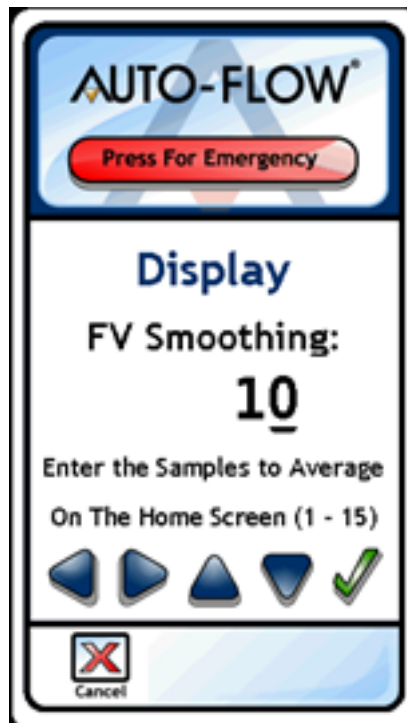 AUTO-FLOW®
Press For Emergency
Display
FV Smoothing:
10
Enter the Samples to Average
On The Home Screen (1 - 15)
Cancel